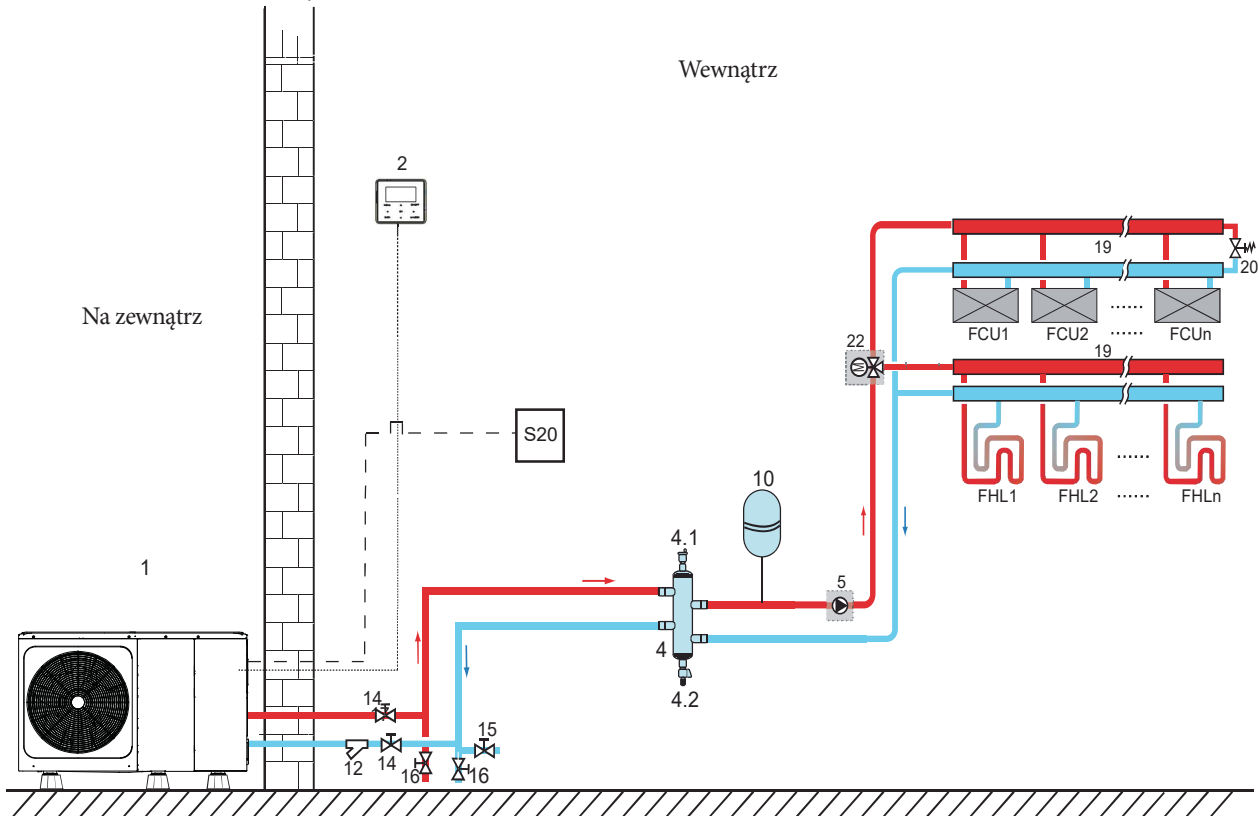 Wewnątrz
2
19
20
FCU1 FCU2 ...... FCUn
......
Na zewnątrz
22
19
M
S20
......
FHL1 FHL2 ...... FHLn
10
4.1
1
5
4
4.2
14
15
12 14 16 16